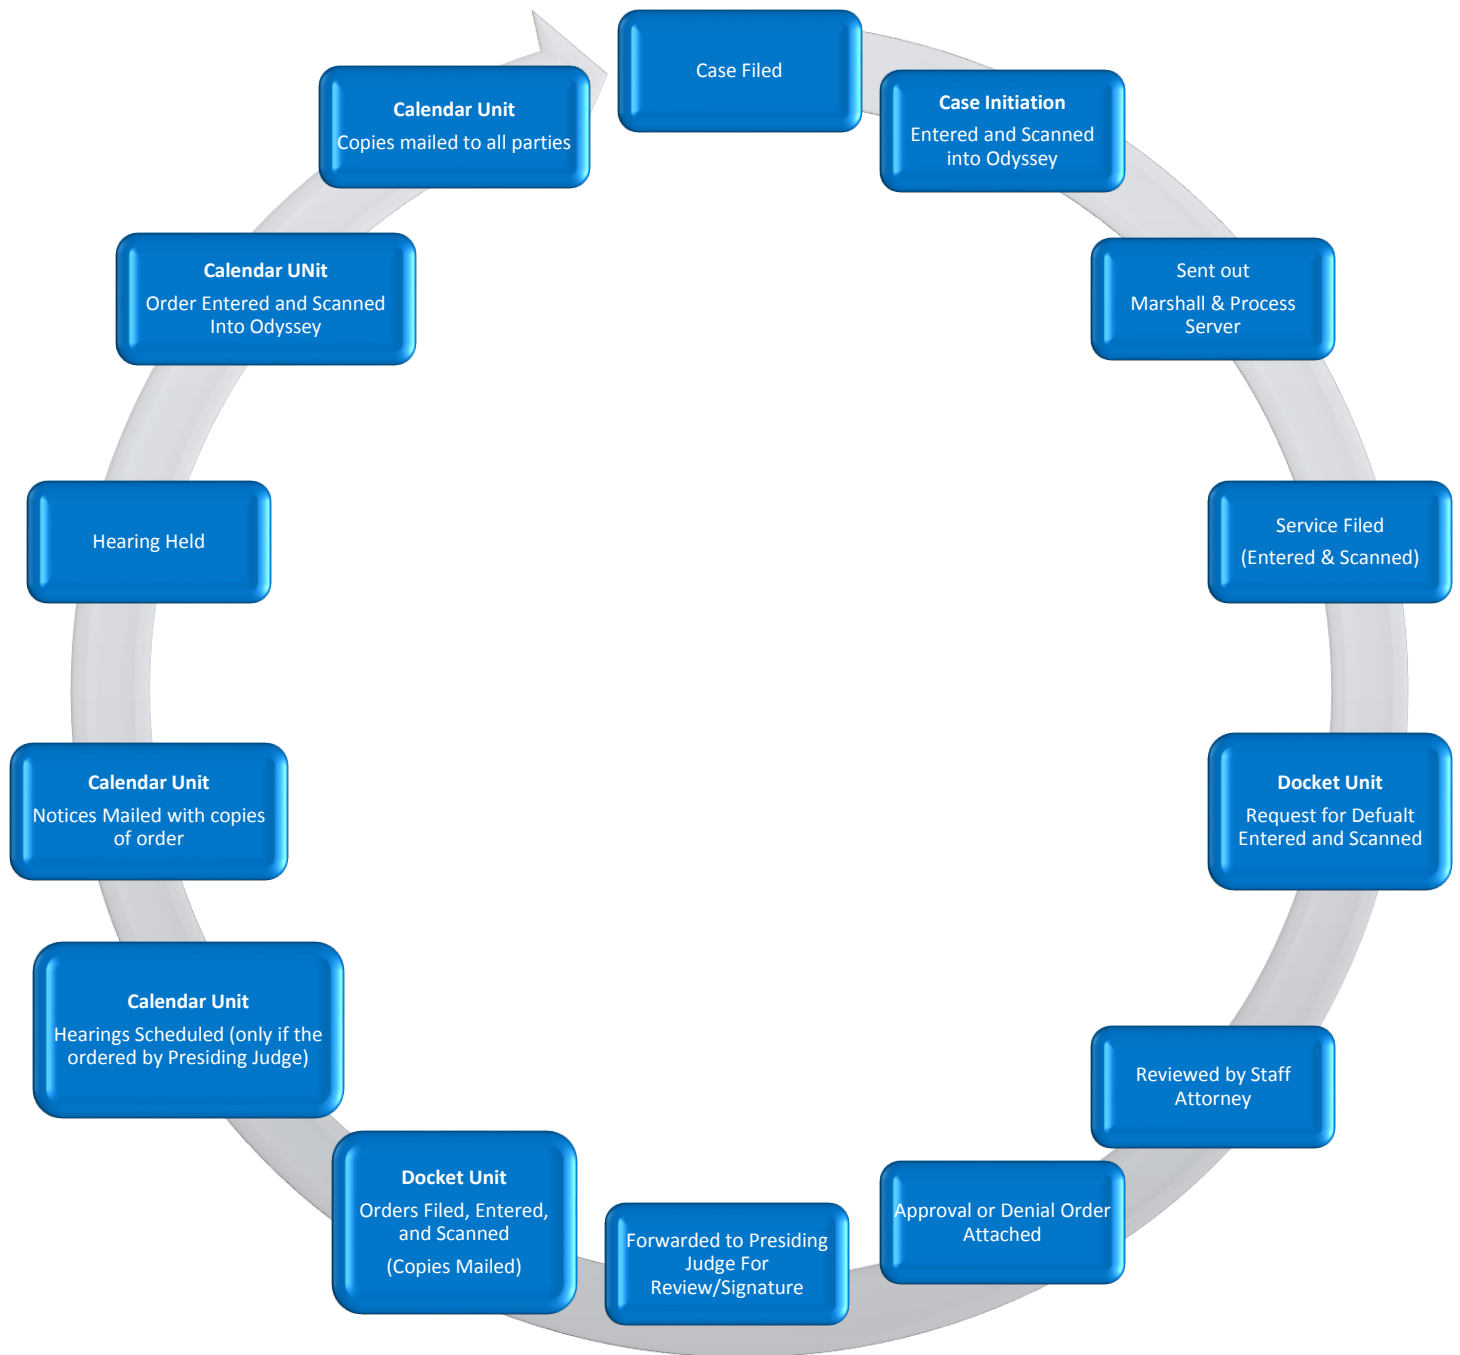 Case Filed
Case Initiation
Entered and Scanned
into Odyssey
Sent out
Marshall & Process
Server
Service Filed
(Entered & Scanned)
Docket Unit
Request for Defualt
Entered and Scanned
Reviewed by Staff
Attorney
Approval or Denial Order
Attached
Forwarded to Presiding
Judge For
Review/Signature
Docket Unit
Orders Filed, Entered,
and Scanned
(Copies Mailed)
Calendar Unit
Hearings Scheduled (only if the
ordered by Presiding Judge)
Calendar Unit
Notices Mailed with copies
of order
Hearing Held
Calendar UNit
Order Entered and Scanned
Into Odyssey
Calendar Unit
Copies mailed to all parties